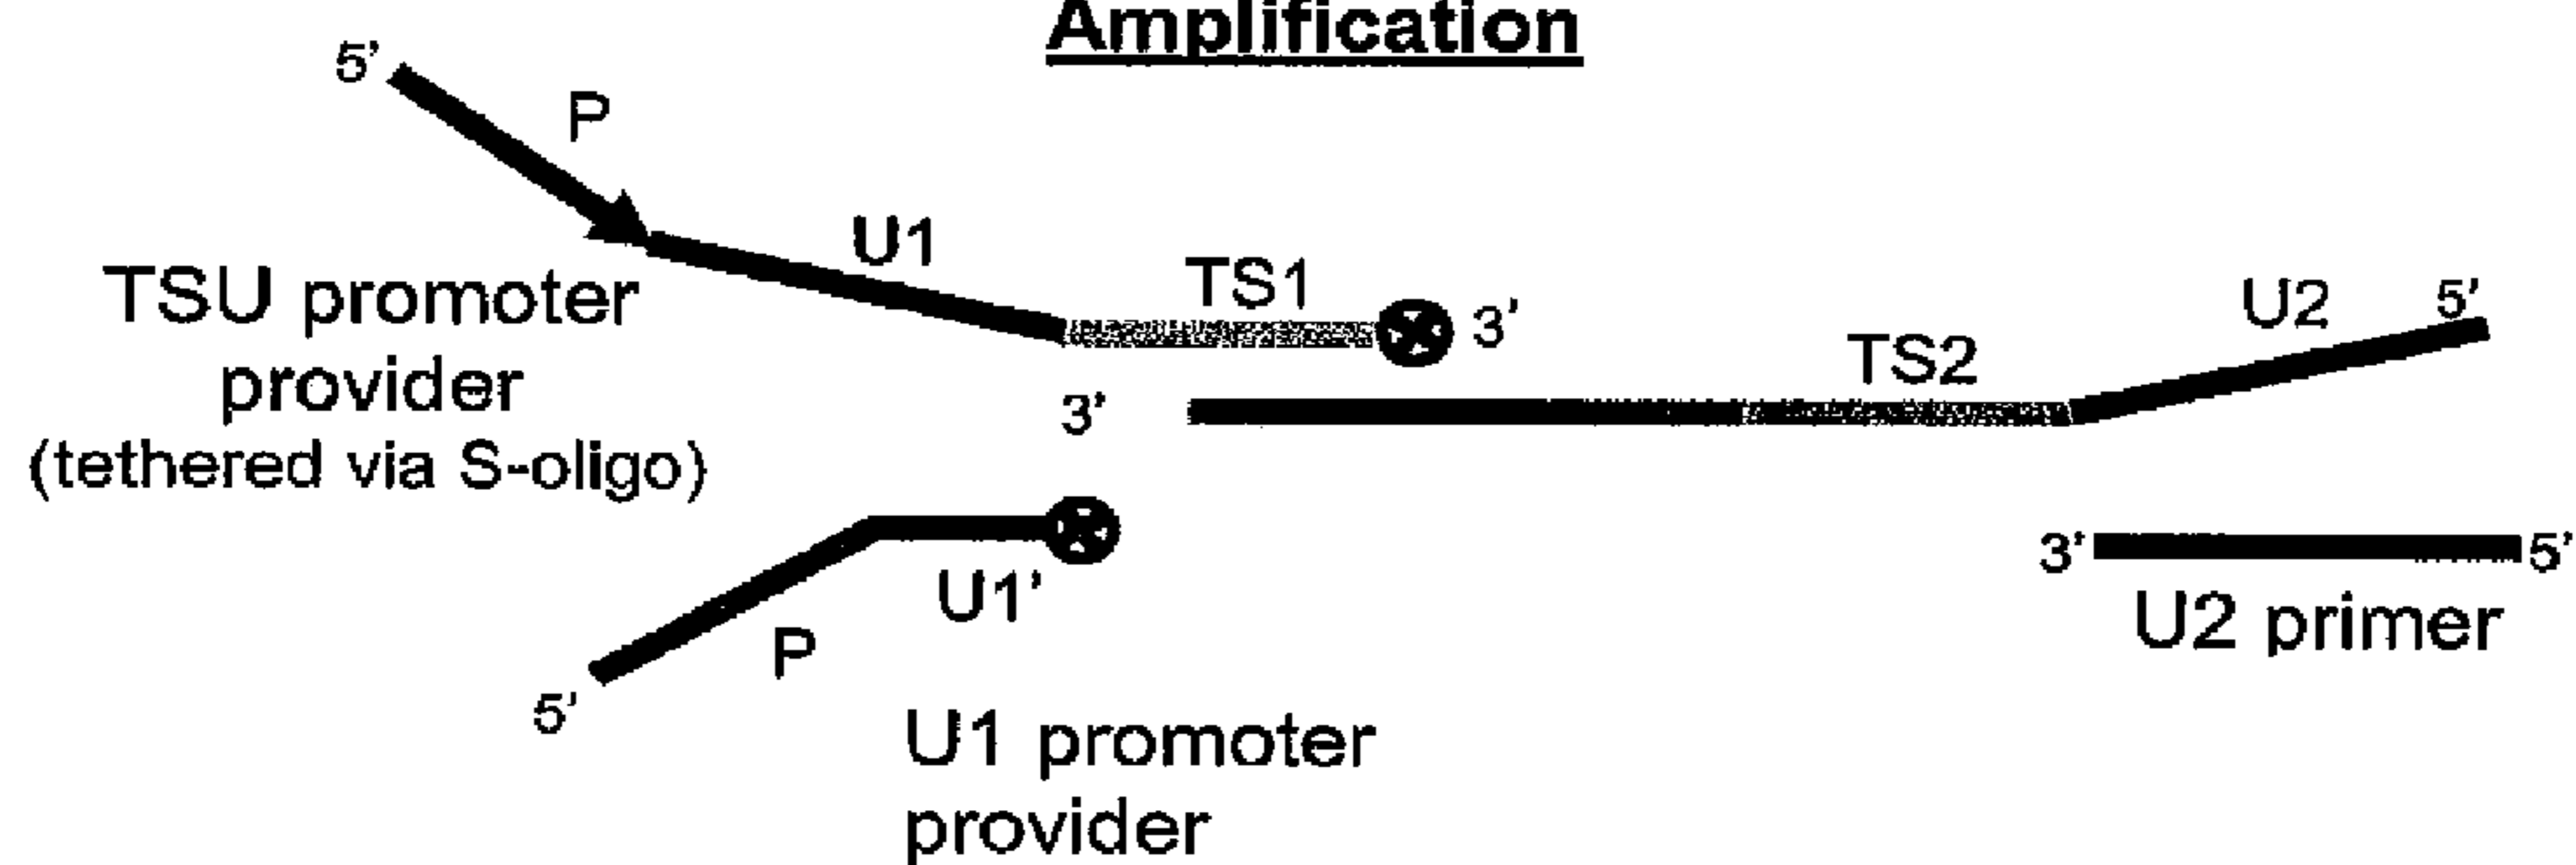 Amplification
5'
P
U1
TS1
3'
TSU promoter
provider
(tethered via S-oligo)
U2
5'
TS2
3'
U1'
P
5'
U1 promoter
provider
3'
5'
U2 primer